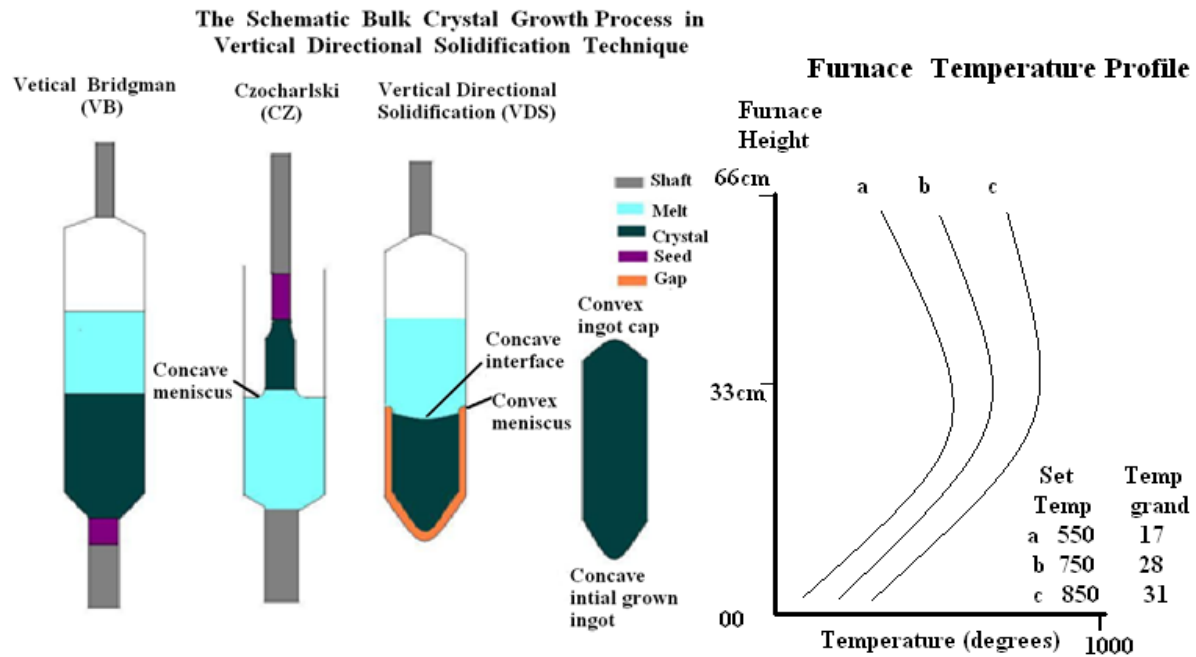 The Schematic Bulk Crystal Growth Process in
Vertical Directional Solidification Technique
Vetical Bridgman
(VB)
Czocharlski
(CZ)
Vertical Directional
Solidification (VDS)
Shaft
Melt
Crystal
Seed
Gap
Concave
meniscus
Concave
interface
Convex
meniscus
Convex
ingot cap
Concave
intial grown
ingot
Furnace Temperature Profile
Furnace
Height
66cm
a b c
33cm
Set Temp
Temp grand
a 550 17
b 750 28
c 850 31
00
Temperature (degrees)
1000